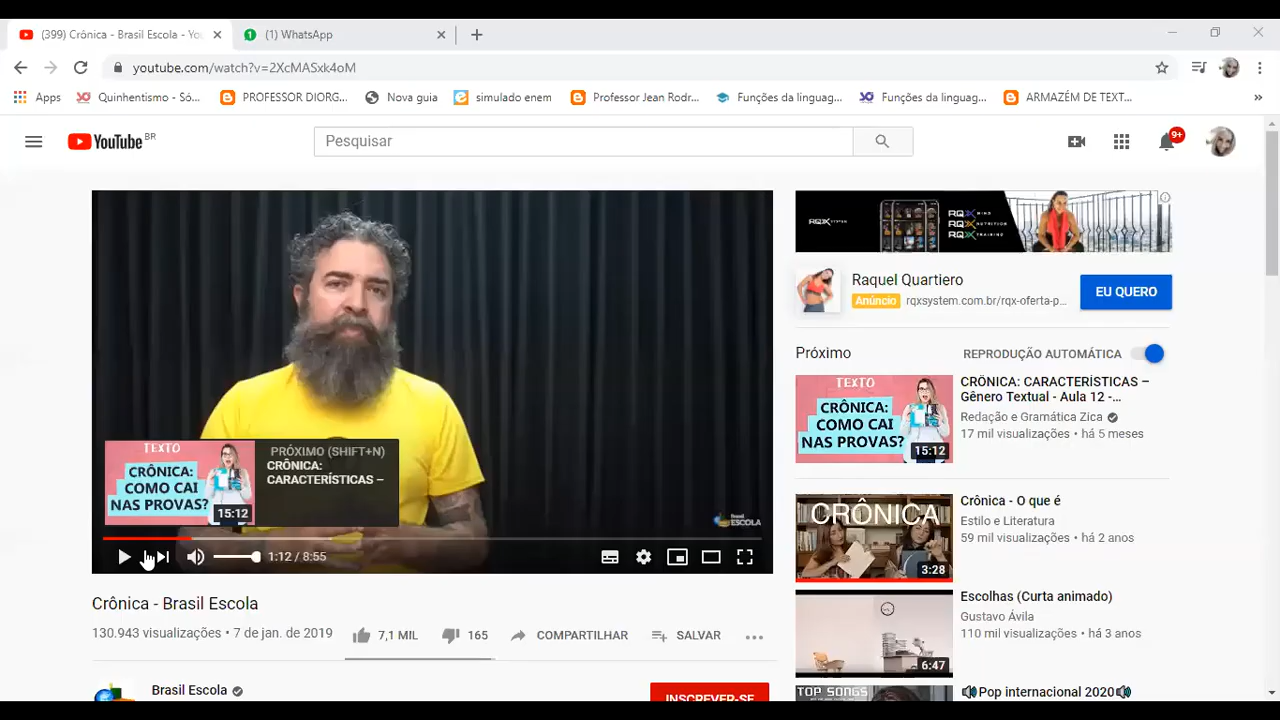 (399) Crônica - Brasil Escola - Yo
(1) WhatsApp
youtube.com/watch?v=2XcMASxk4oM
Apps
Quinhentismo - Só...
PROFESSOR DIORG...
Nova guia
simulado enem
Professor Jean Rodr...
Funções da linguag...
Funções da linguag...
ARMAZÉM DE TEXT...
»
YouTube BR
Pesquisar
9+
PRÓXIMO (SHIFT+N)
CRÔNICA:
CARACTERÍSTICAS –
TEXTO
CRÔNICA:
COMO CAI
NAS PROVAS?
15:12
Brasil
ESCOLA
1:12 / 8:55
Crônica - Brasil Escola
130.943 visualizações • 7 de jan. de 2019
7,1 MIL
165
COMPARTILHAR
SALVAR
Brasil Escola
INSCREVER-SE
RQX SYSTEM
RQX MIND
RQX NUTRITION
RQX TRAINING
Raquel Quartiero
Anúncio
rqxsystem.com.br/rqx-oferta-p...
EU QUERO
Próximo
REPRODUÇÃO AUTOMÁTICA
TEXTO
CRÔNICA:
COMO CAI
NAS PROVAS?
15:12
CRÔNICA: CARACTERÍSTICAS –
Gênero Textual - Aula 12 -...
Redação e Gramática Zica
17 mil visualizações • há 5 meses
CRÔNICA
3:28
Crônica - O que é
Estilo e Literatura
59 mil visualizações • há 2 anos
6:47
Escolhas (Curta animado)
Gustavo Ávila
110 mil visualizações • há 3 anos
TOP SONGS
🔊Pop internacional 2020🔊